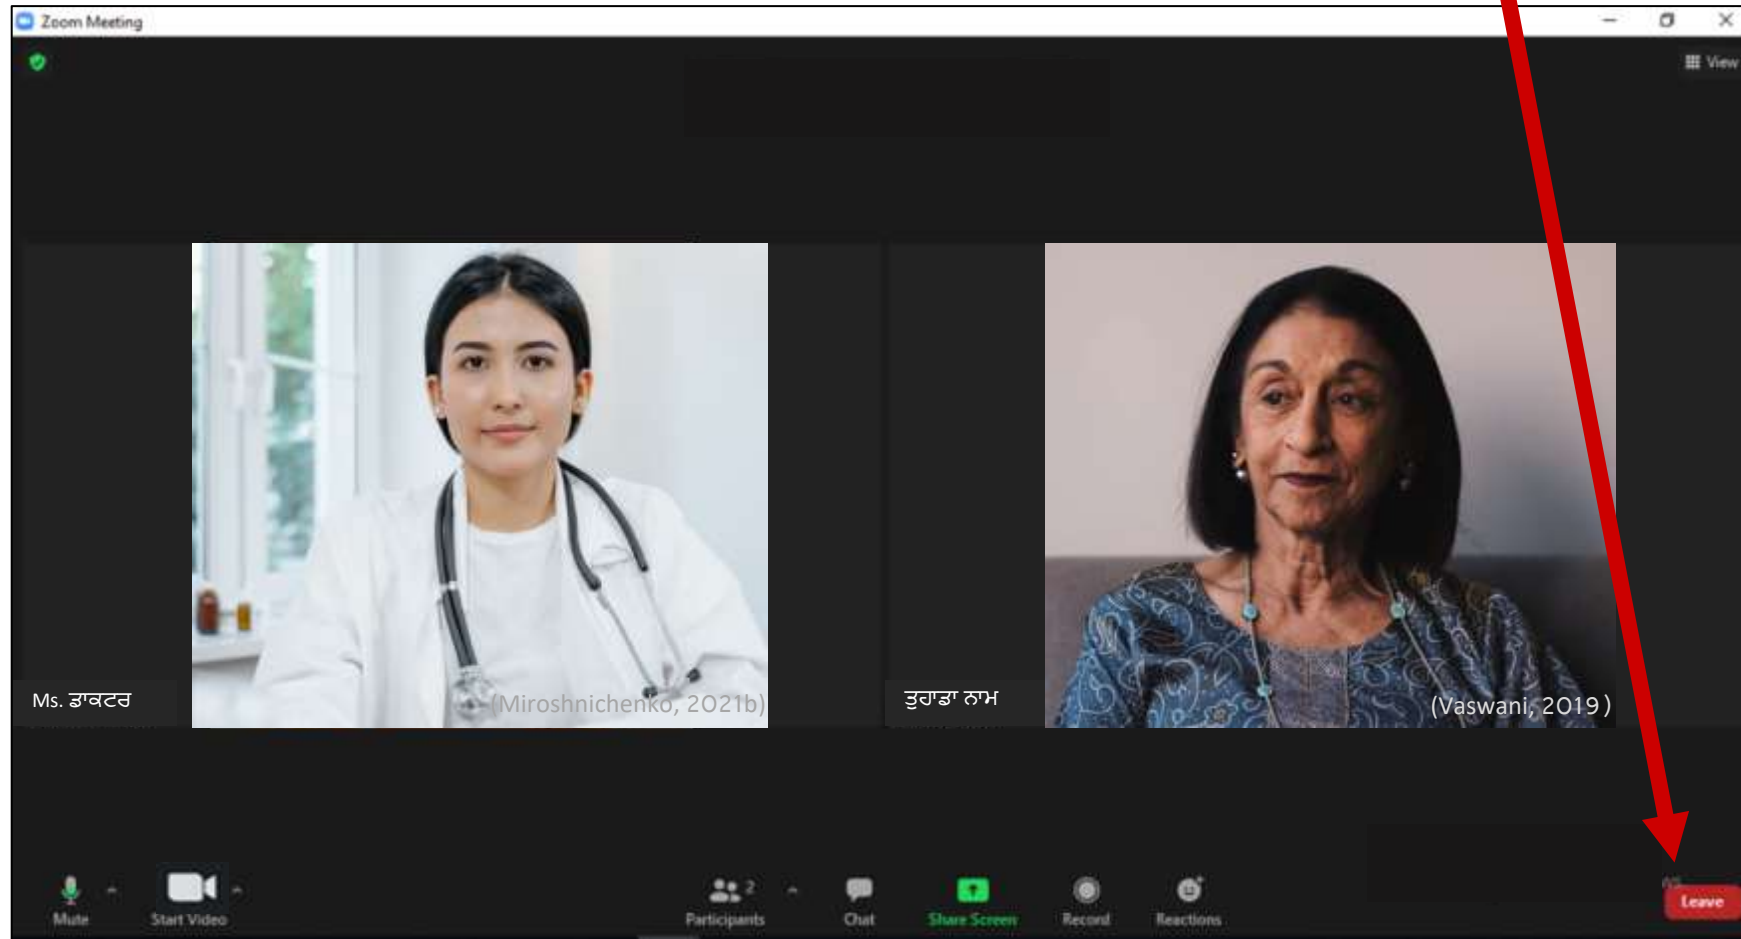 Zoom Meeting
View
Ms. ਡਾਕਟਰ
(Miroshnichenko, 2021b)
ਤੁਹਾਡਾ ਨਾਮ
(Vaswani, 2019)
Mute
Start Video
Participants
2
Chat
Share Screen
Record
Reactions
Leave